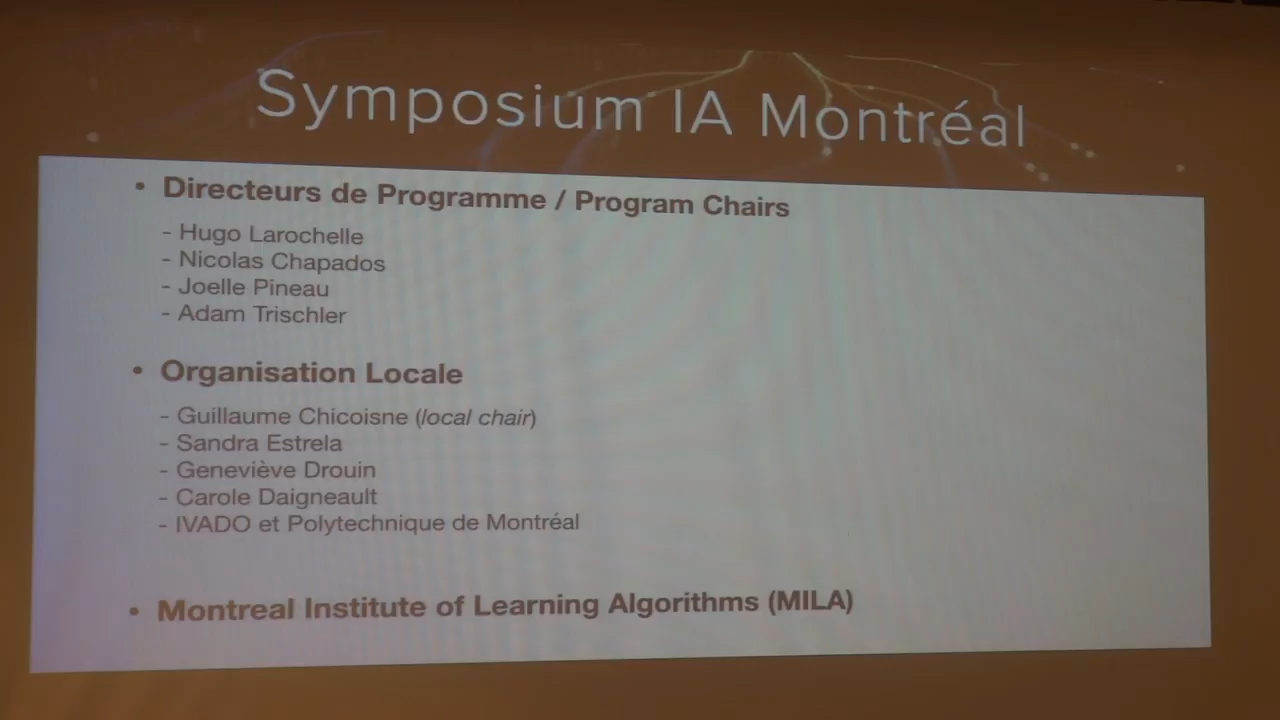 Symposium IA Montréal
• Directeurs de Programme / Program Chairs
- Hugo Larochelle
- Nicolas Chapados
- Joelle Pineau
- Adam Trischler
• Organisation Locale
- Guillaume Chicoisne (local chair)
- Sandra Estrela
- Geneviève Drouin
- Carole Daigneault
- IVADO et Polytechnique de Montréal
• Montreal Institute of Learning Algorithms (MILA)